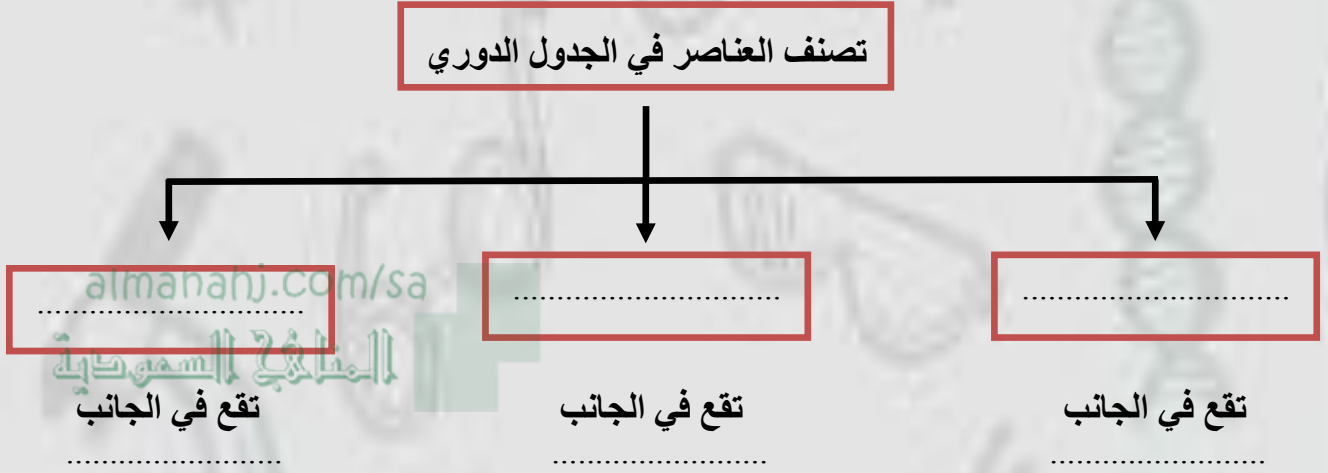 تصنف العناصر في الجدول الدوري
..............................
..............................
..............................
almanahj.com/sa
المناهج السعودية
تقع في الجانب
........................
تقع في الجانب
........................
تقع في الجانب
........................